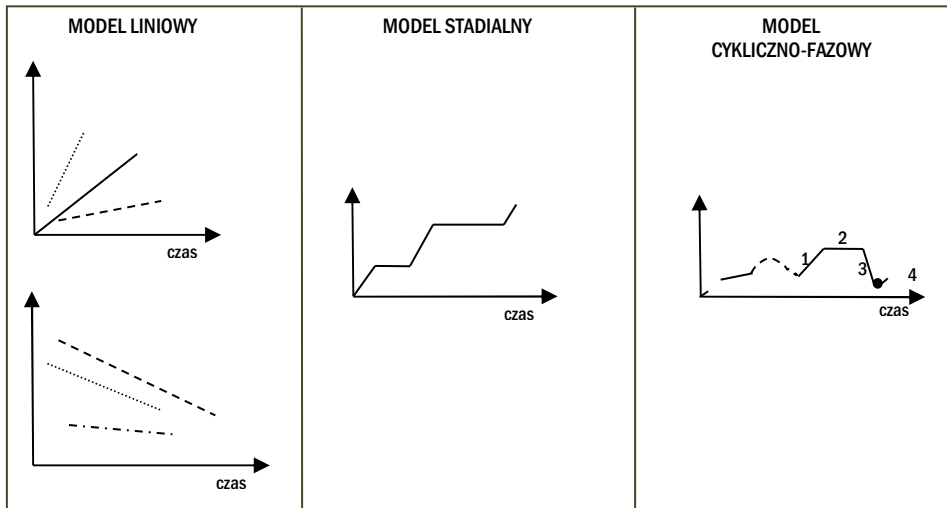 MODEL LINIOWY
czas
czas
MODEL STADIALNY
czas
MODEL
CYKLICZNO-FAZOWY
1
2
3
4
czas